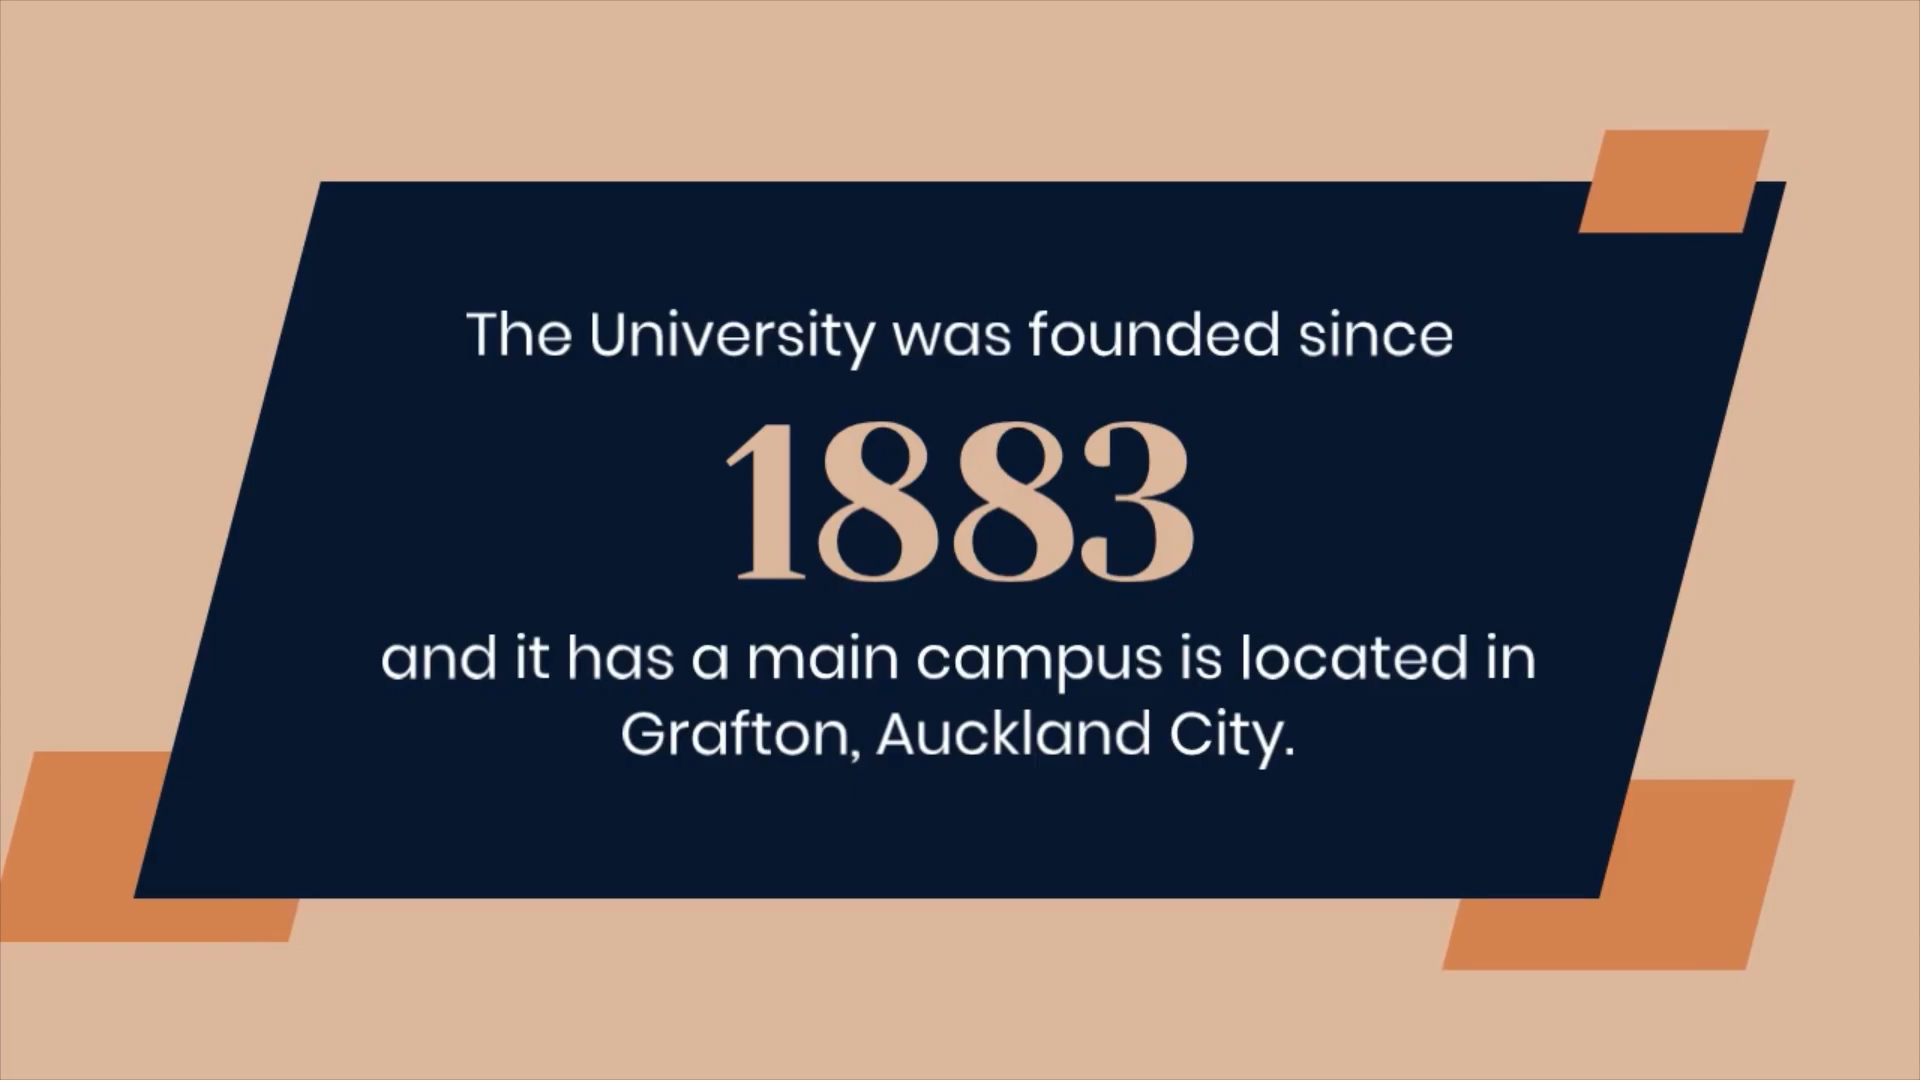 The University was founded since
1883
and it has a main campus is located in
Grafton, Auckland City.